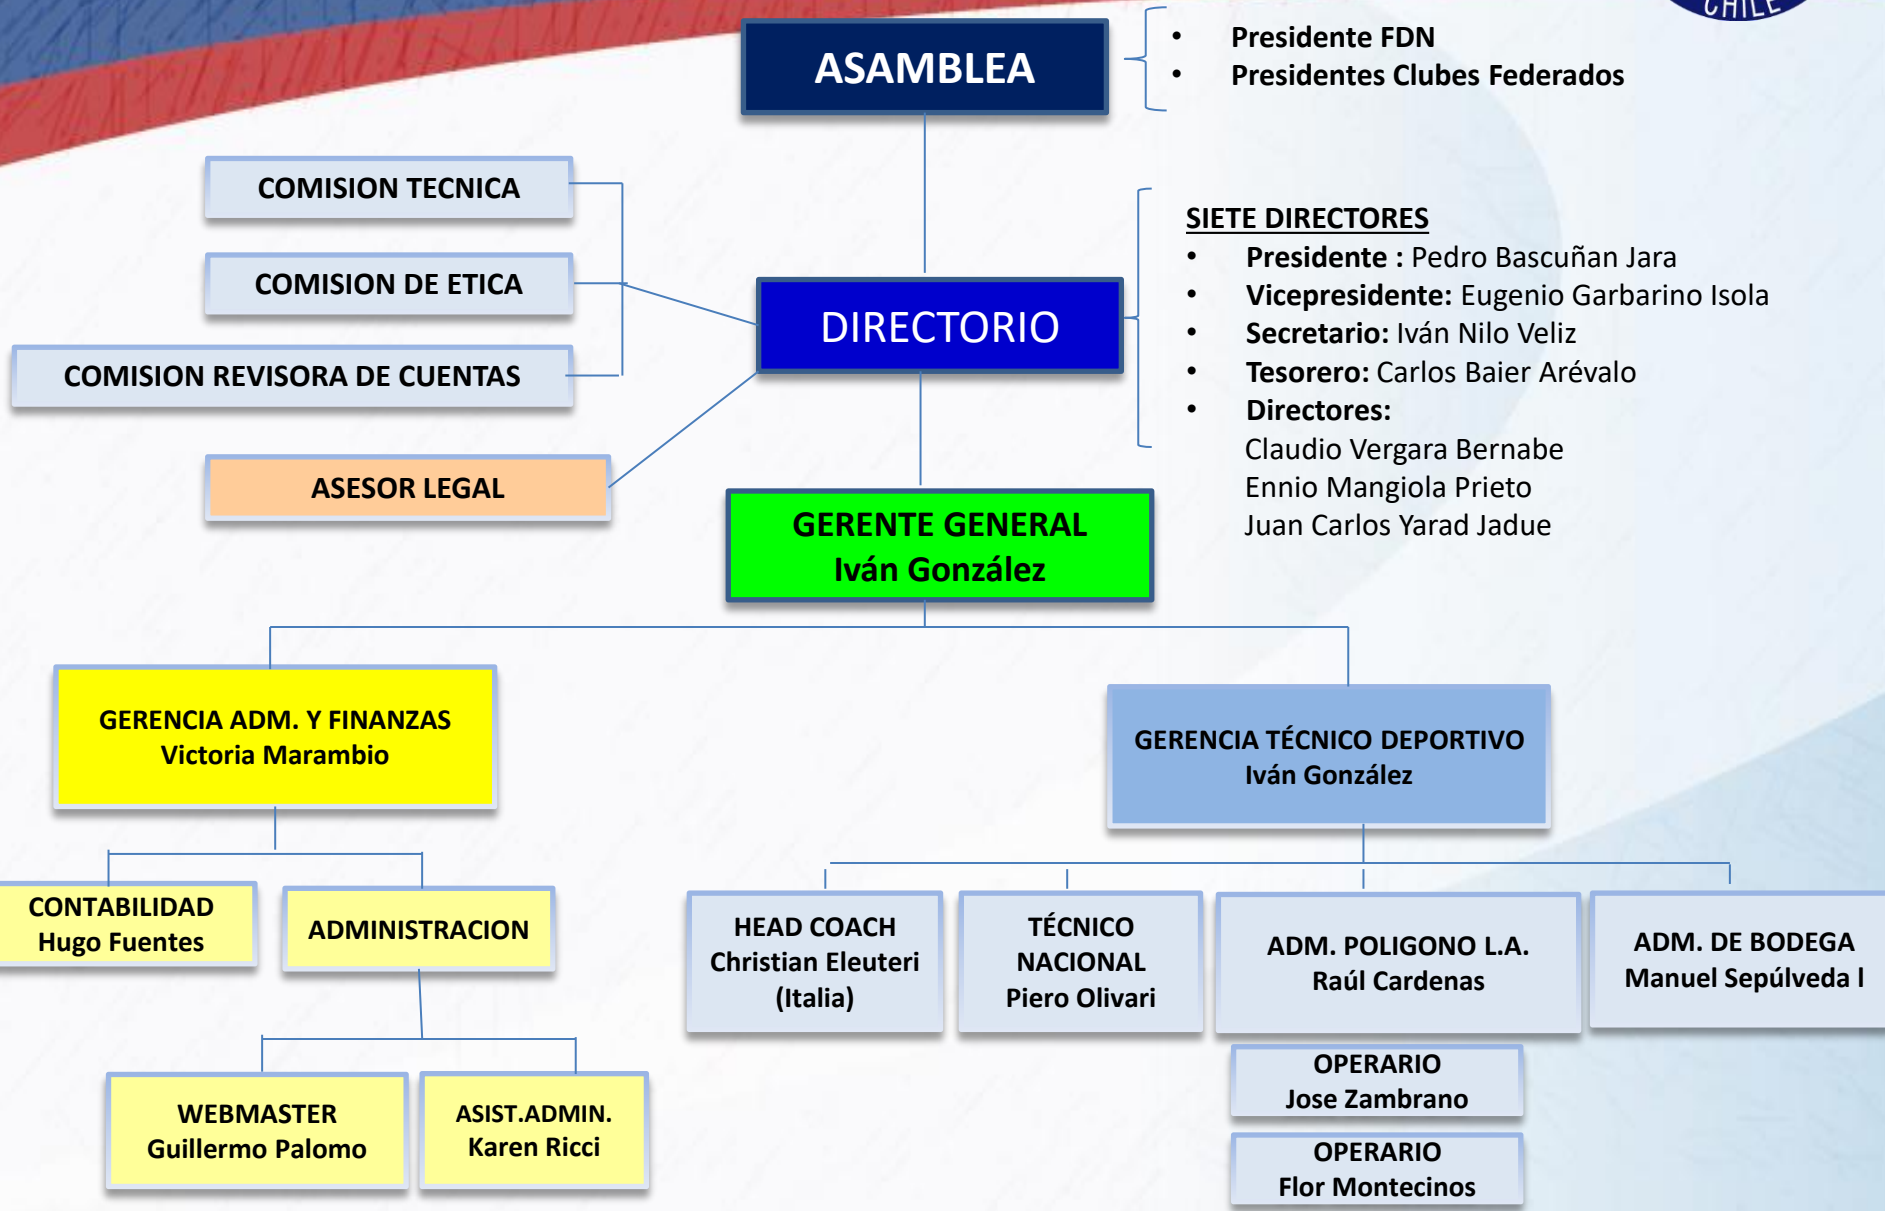 CHILE
ASAMBLEA
• Presidente FDN
• Presidentes Clubes Federados
COMISION TECNICA
COMISION DE ETICA
COMISION REVISORA DE CUENTAS
ASESOR LEGAL
DIRECTORIO
SIETE DIRECTORES
• Presidente : Pedro Bascuñan Jara
• Vicepresidente: Eugenio Garbarino Isola
• Secretario: Iván Nilo Veliz
• Tesorero: Carlos Baier Arévalo
• Directores:
Claudio Vergara Bernabe
Ennio Mangiola Prieto
Juan Carlos Yarad Jadue
GERENTE GENERAL
Iván González
GERENCIA ADM. Y FINANZAS
Victoria Marambio
GERENCIA TÉCNICO DEPORTIVO
Iván González
CONTABILIDAD
Hugo Fuentes
ADMINISTRACION
HEAD COACH
Christian Eleuteri
(Italia)
TÉCNICO
NACIONAL
Piero Olivari
ADM. POLIGONO L.A.
Raúl Cardenas
ADM. DE BODEGA
Manuel Sepúlveda l
WEBMASTER
Guillermo Palomo
ASIST.ADMIN.
Karen Ricci
OPERARIO
Jose Zambrano
OPERARIO
Flor Montecinos